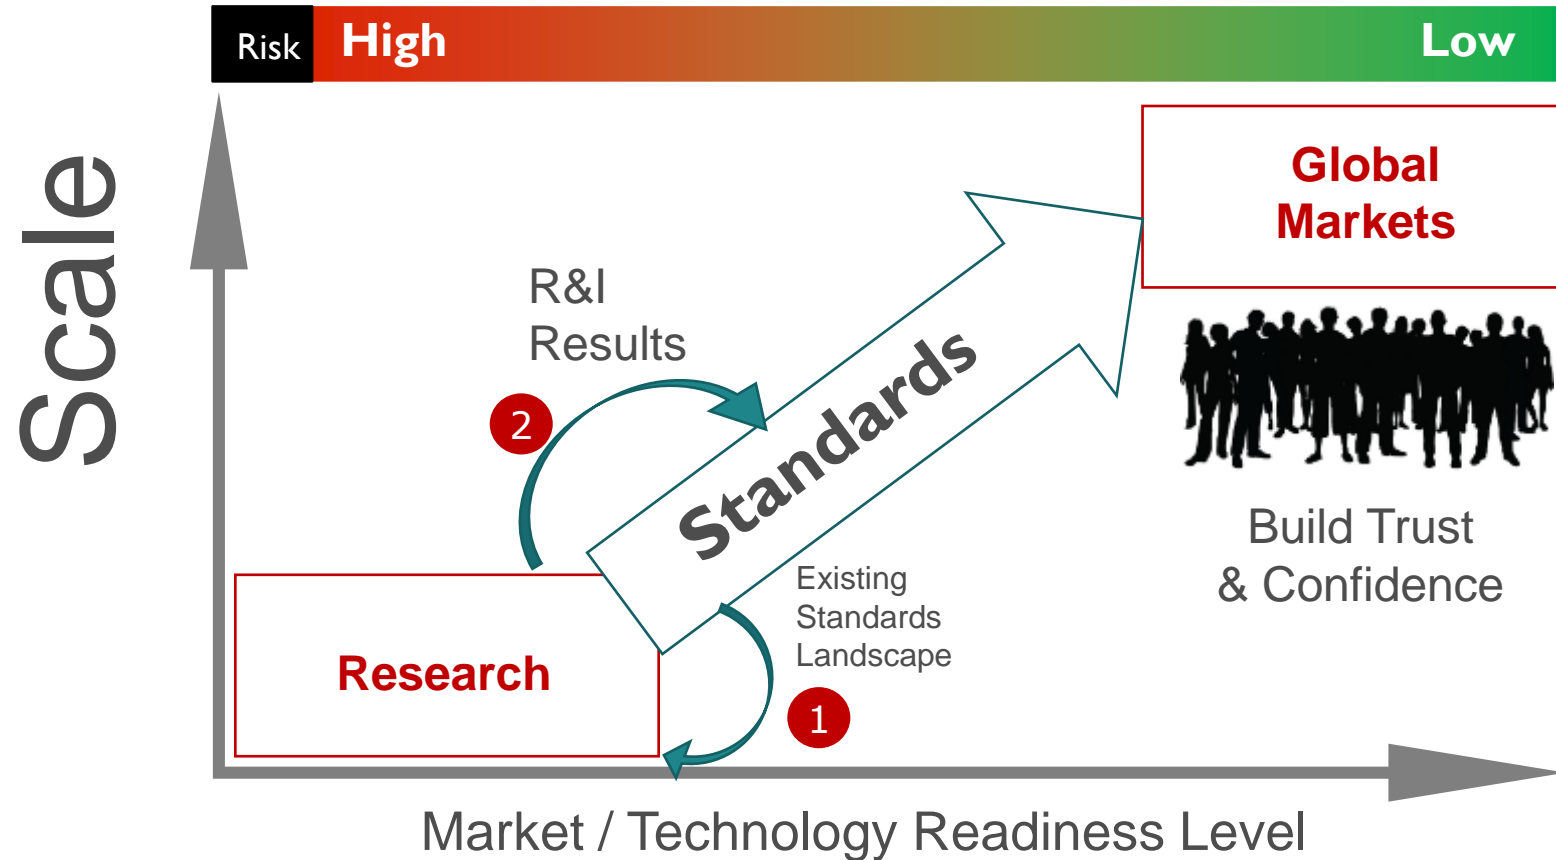 Risk High Low
Scale
Global
Markets
R&I
Results
2
Standards
Build Trust
& Confidence
Existing
Standards
Landscape
1
Research
Market / Technology Readiness Level